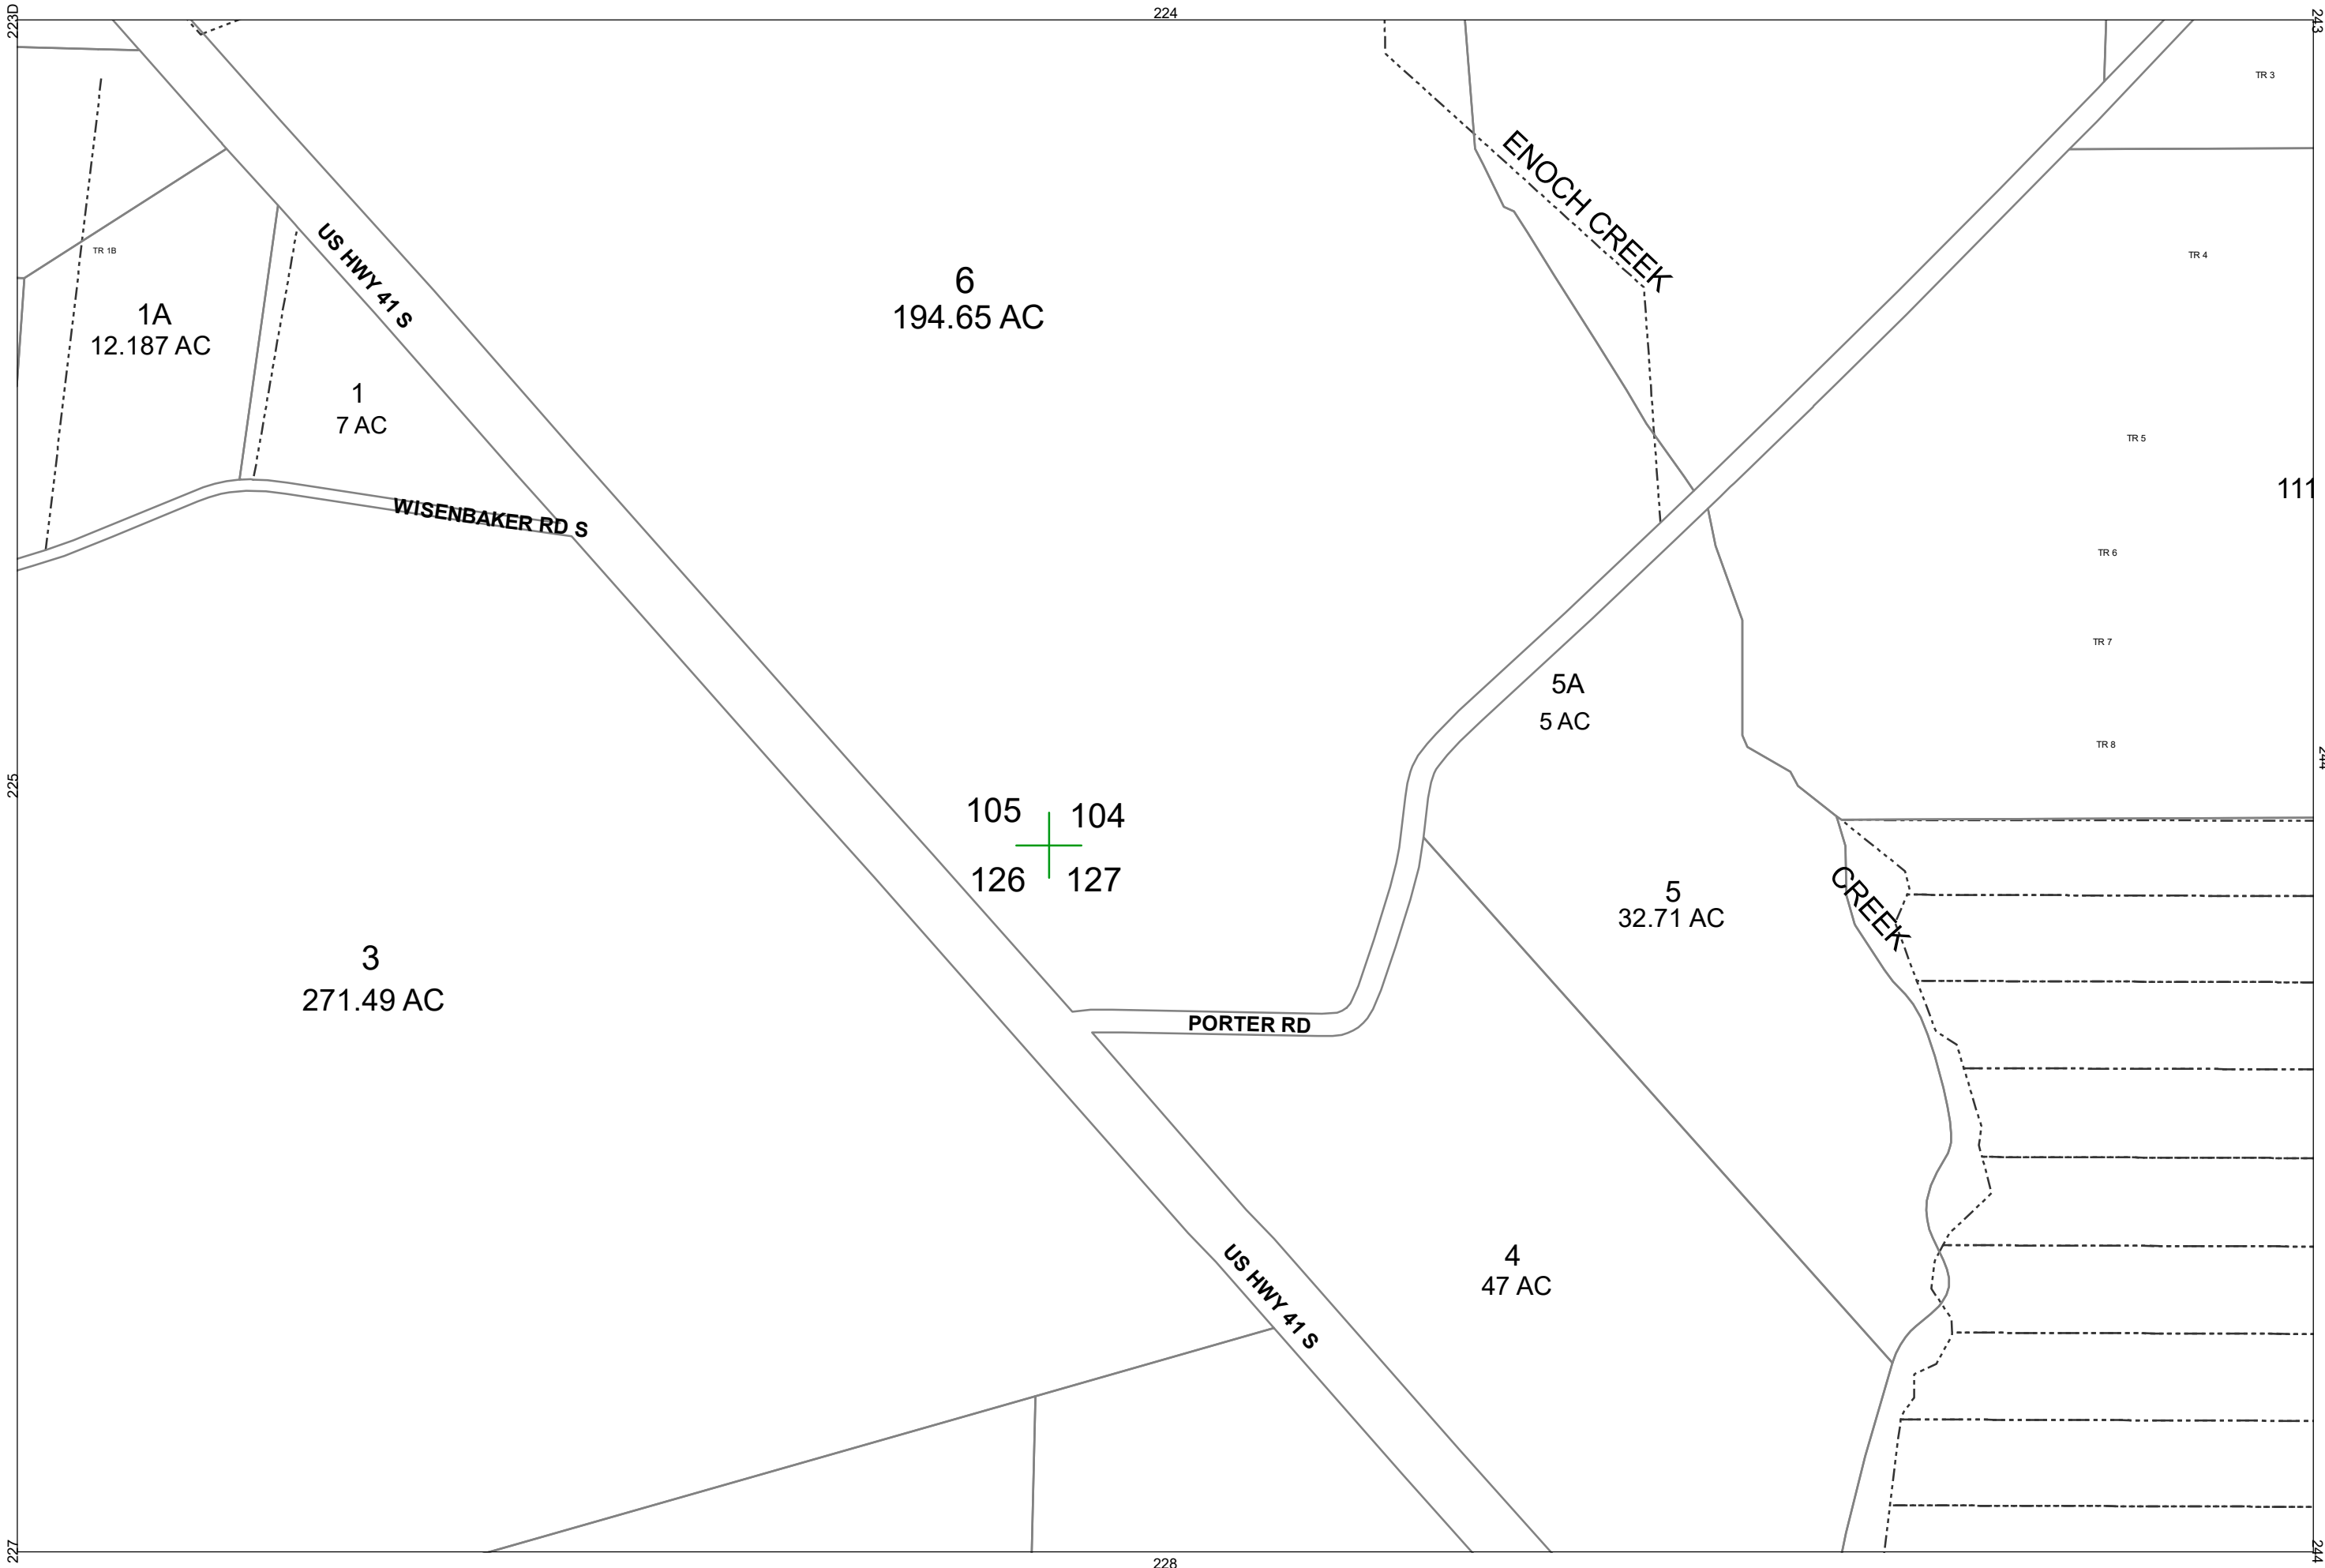 223D
224
243
TR 3
ENOCH CREEK
TR 1B
US HWY 41 S
TR 4
6
194.65 AC
1A
12.187 AC
1
7 AC
TR 5
111
WISENBAKER RD S
TR 6
TR 7
5A
5 AC
TR 8
225
244
105
104
126
127
CREEK
5
32.71 AC
3
271.49 AC
PORTER RD
4
47 AC
US HWY 41 S
227
228
244